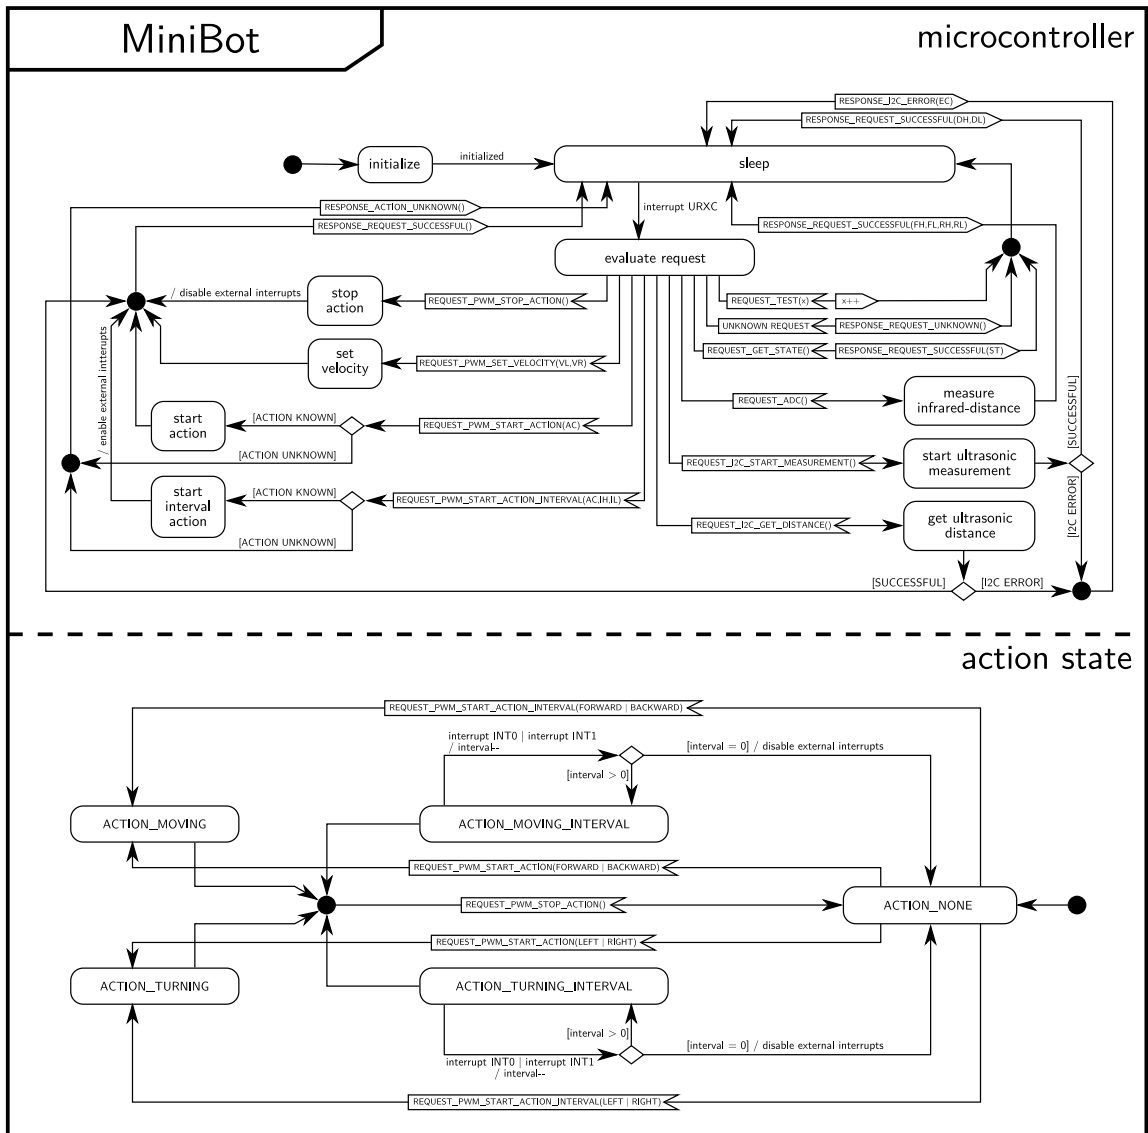 MiniBot
microcontroller
RESPONSE_I2C_ERROR(EC)
RESPONSE_REQUEST_SUCCESSFUL(DH,DL)
initialize
initialized
sleep
RESPONSE_ACTION_UNKNOWN()
interrupt URXC
RESPONSE_REQUEST_SUCCESSFUL()
RESPONSE_REQUEST_SUCCESSFUL(FH,FL,RH,RL)
evaluate request
/ disable external interrupts
stop
action
REQUEST_PWM_STOP_ACTION()
REQUEST_TEST(x)
x++
UNKNOWN REQUEST
RESPONSE_REQUEST_UNKNOWN()
REQUEST_GET_STATE()
RESPONSE_REQUEST_SUCCESSFUL(ST)
set
velocity
REQUEST_PWM_SET_VELOCITY(VL,VR)
/ enable external intterupts
measure
infrared-distance
REQUEST_ADC()
start
action
[ACTION KNOWN]
REQUEST_PWM_START_ACTION(AC)
[ACTION UNKNOWN]
[SUCCESSFUL]
REQUEST_I2C_START_MEASUREMENT()
start ultrasonic
measurement
start
interval
action
[ACTION KNOWN]
REQUEST_PWM_START_ACTION_INTERVAL(AC,IH,IL)
[ACTION UNKNOWN]
REQUEST_I2C_GET_DISTANCE()
get ultrasonic
distance
[I2C ERROR]
[SUCCESSFUL]
[I2C ERROR]
action state
REQUEST_PWM_START_ACTION_INTERVAL(FORWARD | BACKWARD)
interrupt INT0 | interrupt INT1
/ interval--
[interval = 0] / disable external interrupts
[interval > 0]
ACTION_MOVING
ACTION_MOVING_INTERVAL
REQUEST_PWM_START_ACTION(FORWARD | BACKWARD)
REQUEST_PWM_STOP_ACTION()
ACTION_NONE
REQUEST_PWM_START_ACTION(LEFT | RIGHT)
ACTION_TURNING
ACTION_TURNING_INTERVAL
[interval > 0]
[interval = 0] / disable external interrupts
interrupt INT0 | interrupt INT1
/ interval--
REQUEST_PWM_START_ACTION_INTERVAL(LEFT | RIGHT)